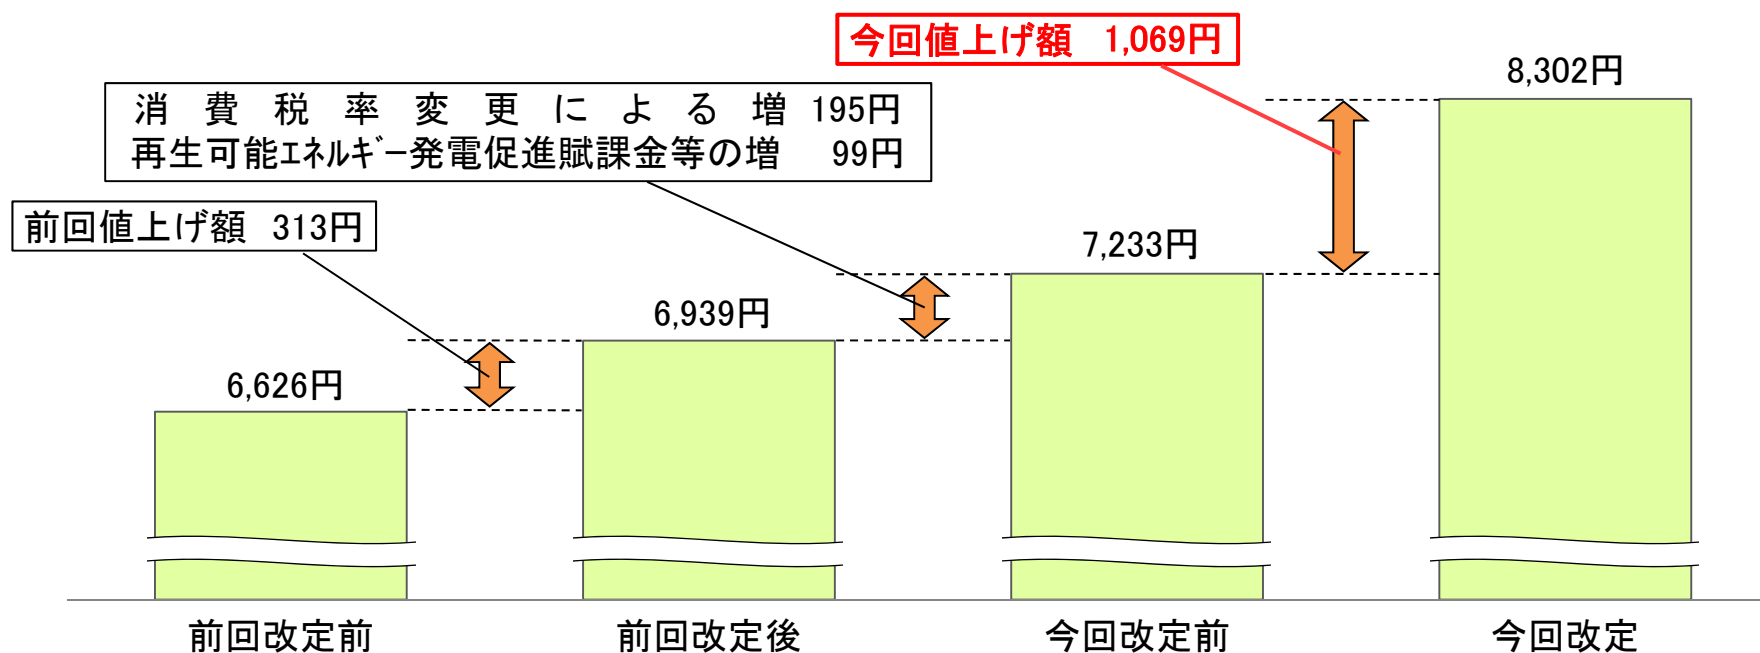 今回値上げ額 1,069円
8,302円
消費税率変更による増 195円
再生可能ｴﾈﾙｷﾞｰ発電促進賦課金等の増 99円
前回値上げ額 313円
7,233円
6,939円
6,626円
前回改定前 前回改定後 今回改定前 今回改定